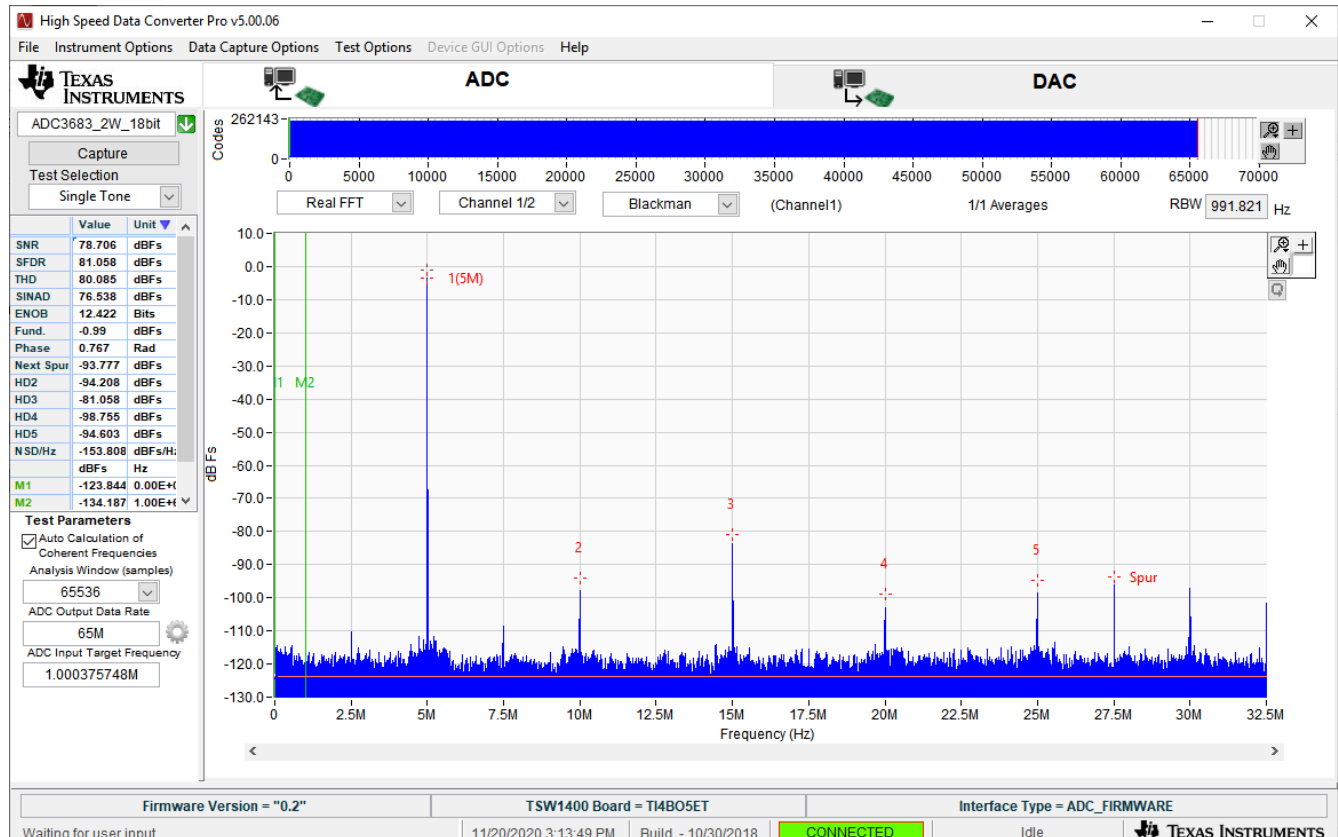 High Speed Data Converter Pro v5.00.06
File Instrument Options Data Capture Options Test Options Device GUI Options Help
TEXAS INSTRUMENTS
ADC
DAC
ADC3683_2W_18bit
Capture
Test Selection
Single Tone
Value Unit
SNR 78.706 dBFs
SFDR 81.058 dBFs
THD 80.085 dBFs
SINAD 76.538 dBFs
ENOB 12.422 Bits
Fund. -0.99 dBFs
Phase 0.767 Rad
Next Spur -93.777 dBFs
HD2 -94.208 dBFs
HD3 -81.058 dBFs
HD4 -98.755 dBFs
HD5 -94.603 dBFs
NSD/Hz -153.808 dBFs/Hz
dBFs Hz
M1 -123.844 0.00E+0
M2 -134.187 1.00E+6
Test Parameters
Auto Calculation of
Coherent Frequencies
Analysis Window (samples)
65536
ADC Output Data Rate
65M
ADC Input Target Frequency
1.000375748M
Codes
262143
0
0 5000 10000 15000 20000 25000 30000 35000 40000 45000 50000 55000 60000 65000 70000
Real FFT Channel 1/2 Blackman (Channel1) 1/1 Averages RBW 991.821 Hz
dB Fs
10.0
0.0
-10.0
-20.0
-30.0
-40.0
-50.0
-60.0
-70.0
-80.0
-90.0
-100.0
-110.0
-120.0
-130.0
1(5M)
M2
2
3
4
5
Spur
0 2.5M 5M 7.5M 10M 12.5M 15M 17.5M 20M 22.5M 25M 27.5M 30M 32.5M
Frequency (Hz)
Firmware Version = "0.2" TSW1400 Board = TI4BO5ET Interface Type = ADC_FIRMWARE
Waiting for user input 11/20/2020 3:13:49 PM Build - 10/30/2018 CONNECTED Idle TEXAS INSTRUMENTS